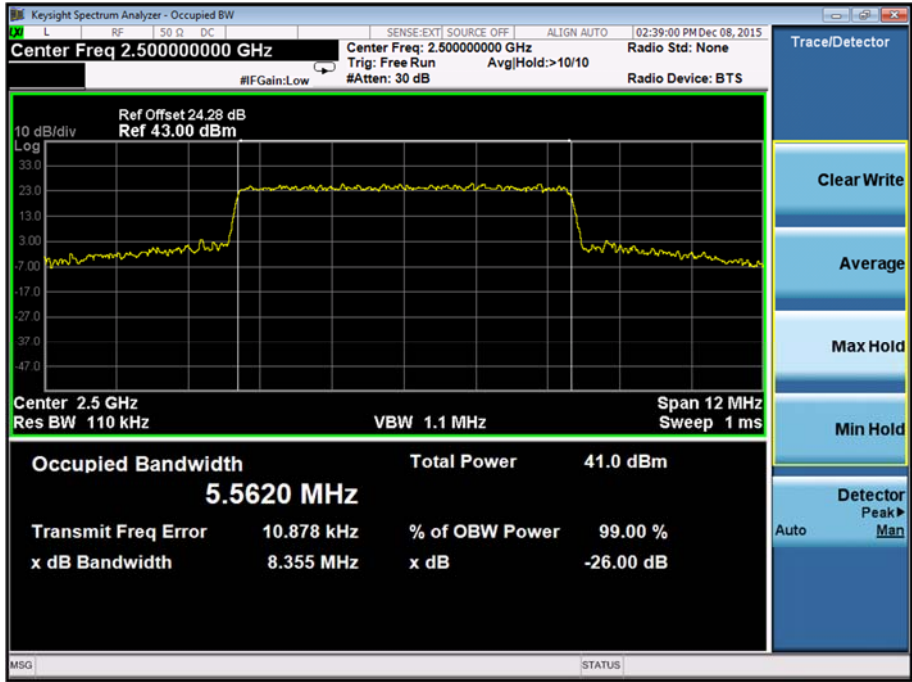 Keysight Spectrum Analyzer - Occupied BW
LXI L RF 50 Ω DC SENSE:EXT SOURCE OFF ALIGN AUTO 02:39:00 PM Dec 08, 2015
Center Freq 2.500000000 GHz
Center Freq: 2.500000000 GHz
Radio Std: None
Trig: Free Run
Avg|Hold:>10/10
#IFGain:Low
#Atten: 30 dB
Radio Device: BTS
Ref Offset 24.28 dB
10 dB/div Ref 43.00 dBm
Log
33.0
23.0
13.0
3.00
-7.00
-17.0
-27.0
-37.0
-47.0
Center 2.5 GHz
Span 12 MHz
Res BW 110 kHz
VBW 1.1 MHz
Sweep 1 ms
Occupied Bandwidth
Total Power 41.0 dBm
5.5620 MHz
Transmit Freq Error 10.878 kHz
% of OBW Power 99.00 %
x dB Bandwidth 8.355 MHz
x dB -26.00 dB
MSG
STATUS
Trace/Detector
Clear Write
Average
Max Hold
Min Hold
Detector
Peak▶
Auto Man